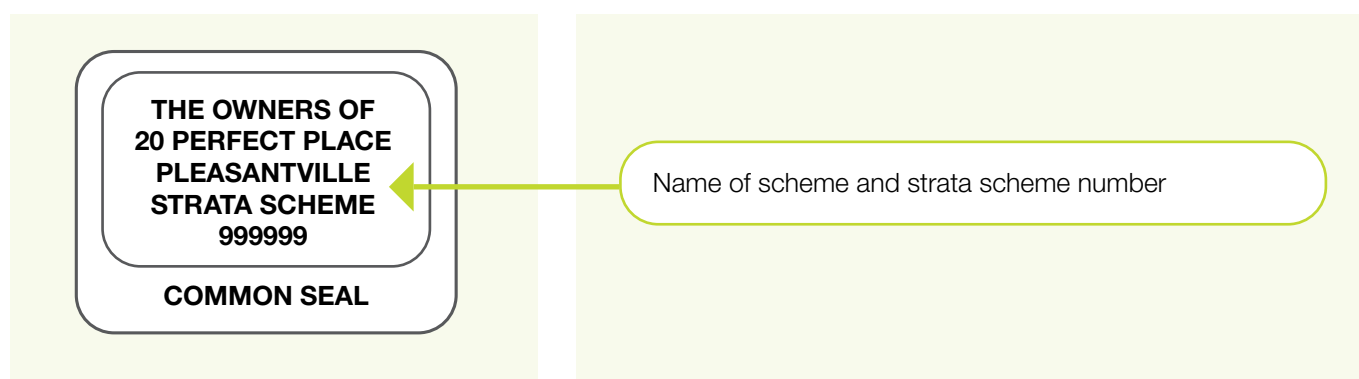 THE OWNERS OF
20 PERFECT PLACE
PLEASANTVILLE
STRATA SCHEME
999999
COMMON SEAL
Name of scheme and strata scheme number